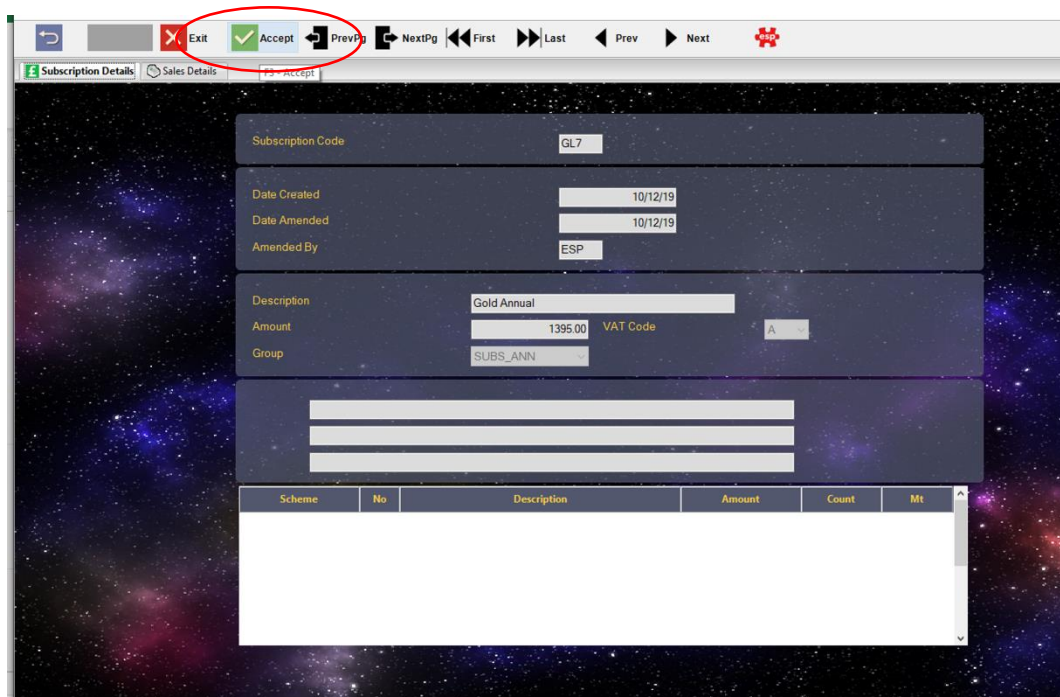 Exit Accept PrevPg NextPg First Last Prev Next esp
Subscription Details Sales Details
Accept
Subscription Code GL7
Date Created 10/12/19
Date Amended 10/12/19
Amended By ESP
Description Gold Annual
Amount 1395.00 VAT Code A
Group SUBS_ANN
Scheme No Description Amount Count Mt